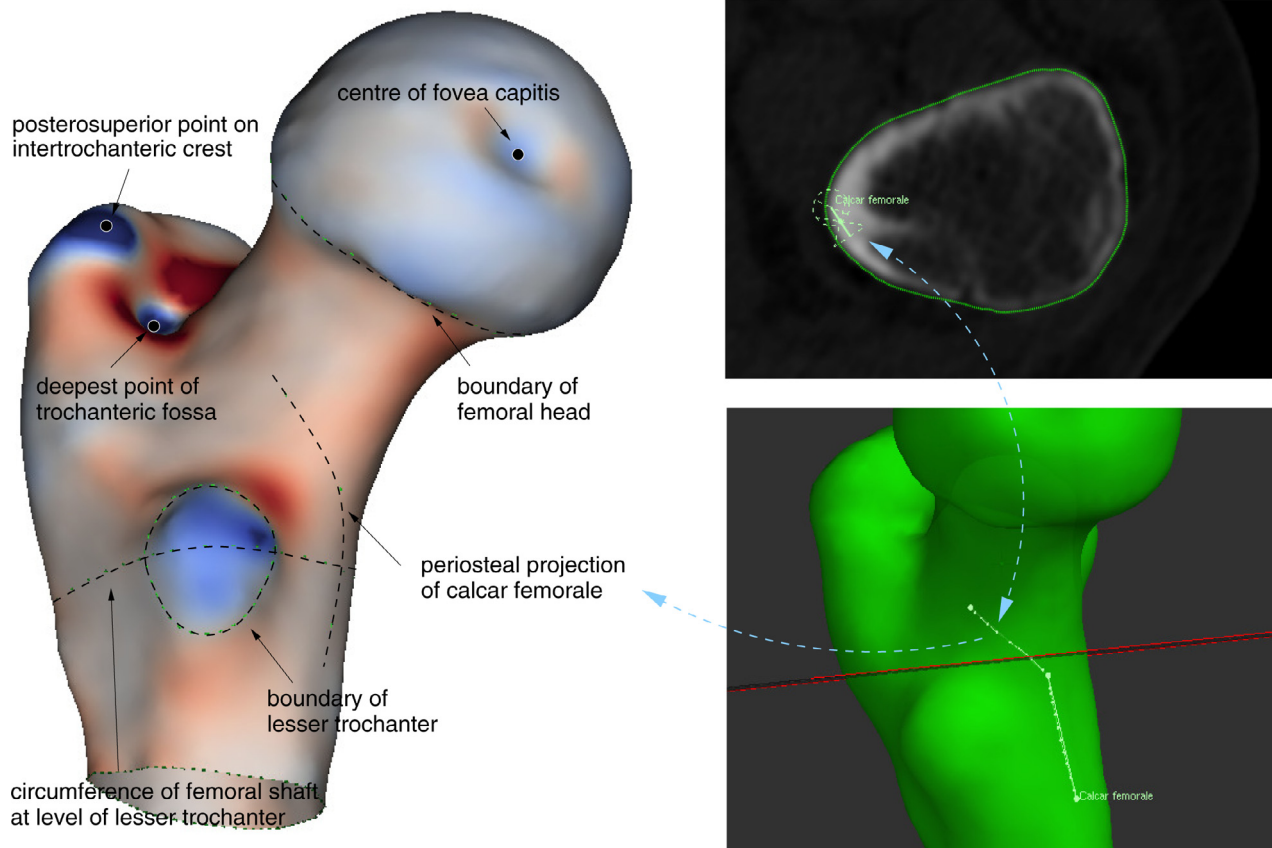 centre of fovea capitis
posterosuperior point on
intertrochanteric crest
deepest point of
trochanteric fossa
boundary of
femoral head
periosteal projection
of calcar femorale
boundary of
lesser trochanter
circumference of femoral shaft
at level of lesser trochanter
Calcar femorale
Calcar femorale